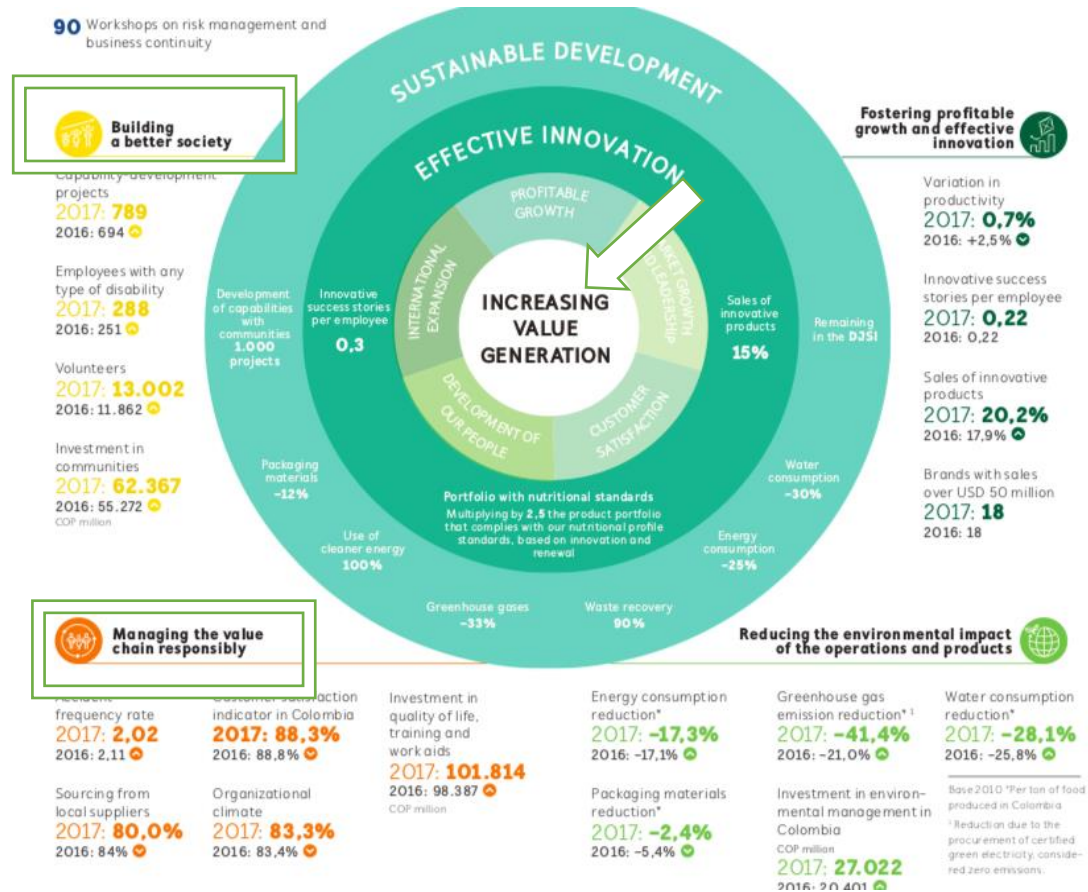 90 Workshops on risk management and
business continuity
Building
a better society
Capability-development
projects
2017: 789
2016: 694
Employees with any
type of disability
2017: 288
2016: 251
Volunteers
2017: 13.002
2016: 11.862
Investment in
communities
2017: 62.367
2016: 55.272
COP million
SUSTAINABLE DEVELOPMENT
EFFECTIVE INNOVATION
PROFITABLE
GROWTH
INTERNATIONAL
EXPANSION
GROWTH
LEADERSHIP
DEVELOPMENT OF
OUR PEOPLE
CUSTOMER
SATISFACTION
INCREASING
VALUE
GENERATION
Development
of capabilities
with
communities
1.000
projects
Innovative
success stories
per employee
0,3
Sales of
innovative
products
15%
Remaining
in the DJSI
Packaging
materials
-12%
Use of
cleaner energy
100%
Greenhouse gases
-33%
Waste recovery
90%
Energy
consumption
-25%
Water
consumption
-30%
Portfolio with nutritional standards
Multiplying by 2,5 the product portfolio
that complies with our nutritional profile
standards, based on innovation and
renewal
Fostering profitable
growth and effective
innovation
Variation in
productivity
2017: 0,7%
2016: +2,5%
Innovative success
stories per employee
2017: 0,22
2016: 0,22
Sales of innovative
products
2017: 20,2%
2016: 17,9%
Brands with sales
over USD 50 million
2017: 18
2016: 18
Managing the value
chain responsibly
frequency rate
2017: 2,02
2016: 2,11
indicator in Colombia
2017: 88,3%
2016: 88,8%
Investment in
quality of life,
training and
work aids
2017: 101.814
2016: 98.387
COP million
Sourcing from
local suppliers
2017: 80,0%
2016: 84%
Organizational
climate
2017: 83,3%
2016: 83,4%
Reducing the environmental impact
of the operations and products
Energy consumption
reduction*
2017: -17,3%
2016: -17,1%
Greenhouse gas
emission reduction* 1
2017: -41,4%
2016: -21,0%
Water consumption
reduction*
2017: -28,1%
2016: -25,8%
Packaging materials
reduction*
2017: -2,4%
2016: -5,4%
Investment in environ-
mental management in
Colombia
COP million
2017: 27.022
2016: 20.401
Base 2010 *Per ton of food
produced in Colombia
1 Reduction due to the
procurement of certified
green electricity, conside-
red zero emissions.